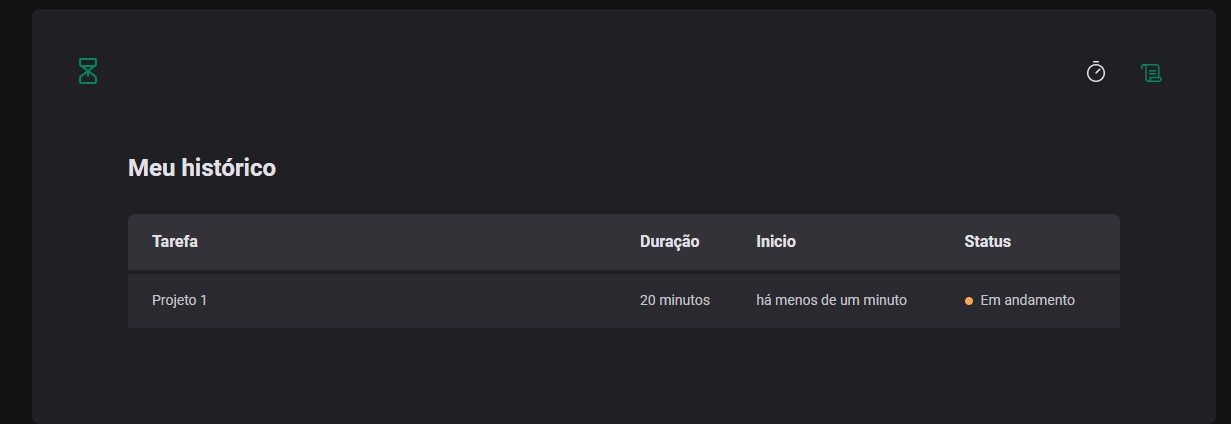 Meu histórico
Tarefa Duração Inicio Status
Projeto 1 20 minutos há menos de um minuto Em andamento